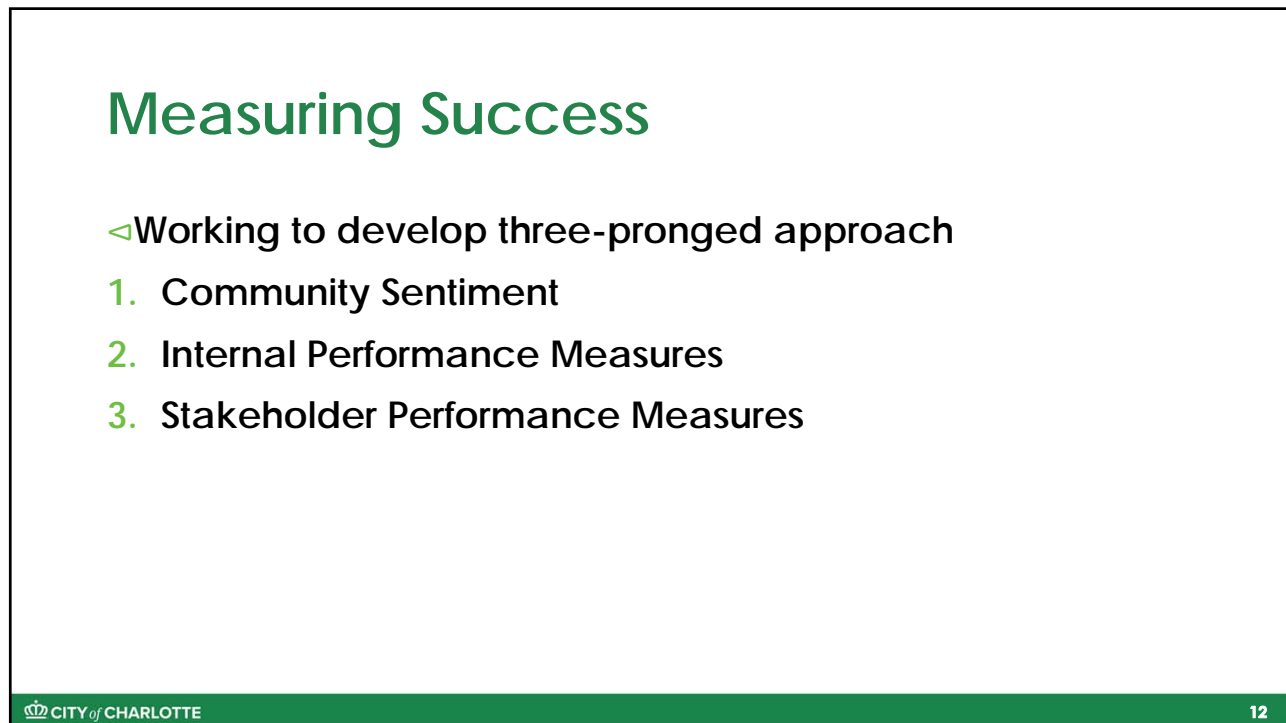 Measuring Success
⊲Working to develop three-pronged approach
1. Community Sentiment
2. Internal Performance Measures
3. Stakeholder Performance Measures
CITY of CHARLOTTE
12